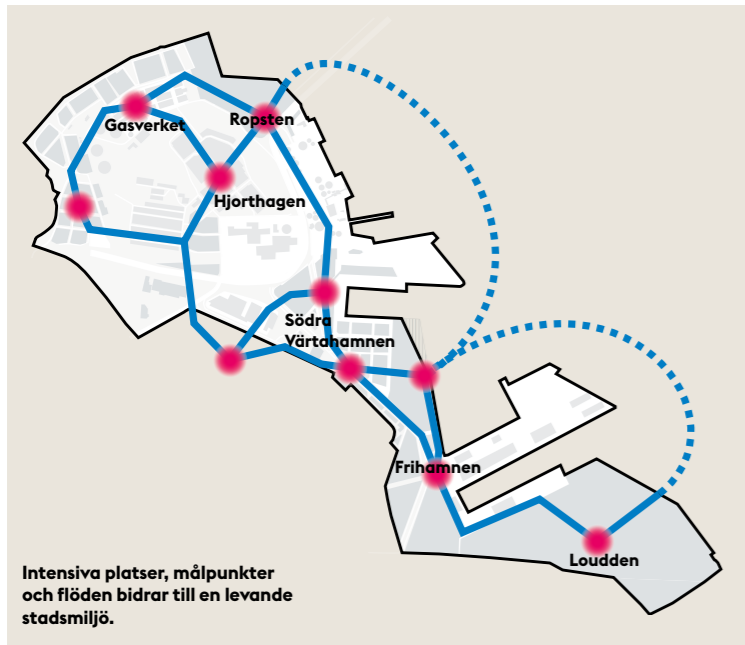 Gasverket
Ropsten
Hjorthagen
Södra
Värtahamnen
Frihamnen
Loudden
Intensiva platser, målpunkter
och flöden bidrar till en levande
stadsmiljö.